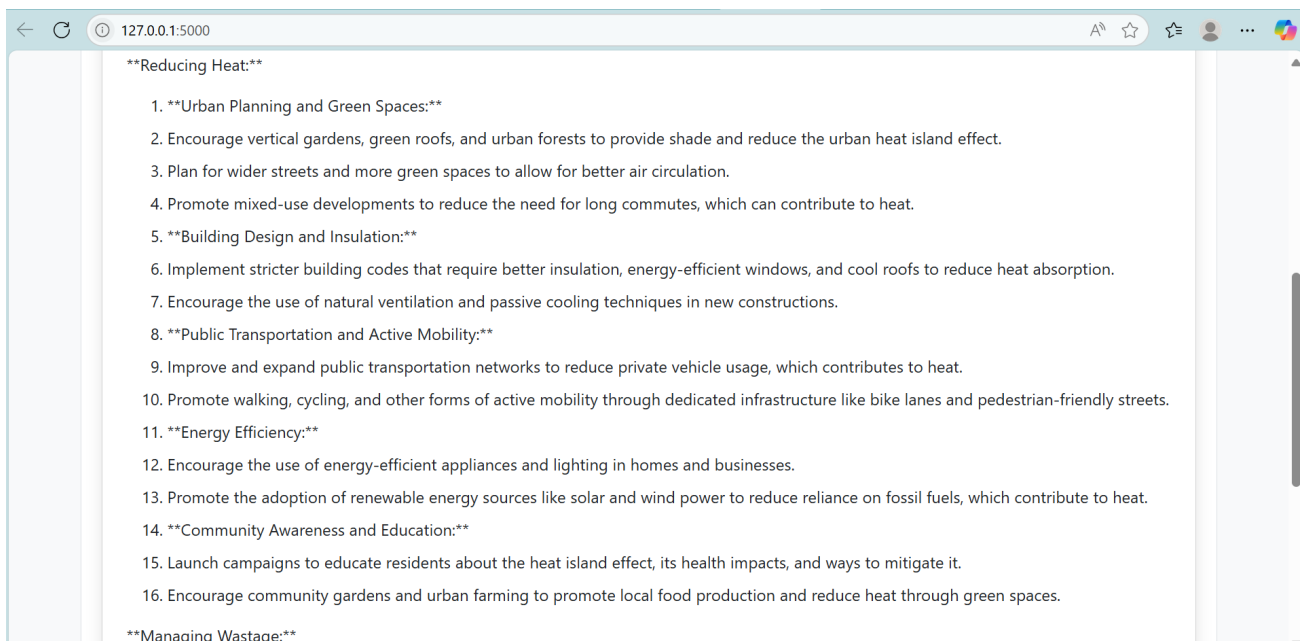 127.0.0.1:5000
**Reducing Heat:**
1. **Urban Planning and Green Spaces:**
2. Encourage vertical gardens, green roofs, and urban forests to provide shade and reduce the urban heat island effect.
3. Plan for wider streets and more green spaces to allow for better air circulation.
4. Promote mixed-use developments to reduce the need for long commutes, which can contribute to heat.
5. **Building Design and Insulation:**
6. Implement stricter building codes that require better insulation, energy-efficient windows, and cool roofs to reduce heat absorption.
7. Encourage the use of natural ventilation and passive cooling techniques in new constructions.
8. **Public Transportation and Active Mobility:**
9. Improve and expand public transportation networks to reduce private vehicle usage, which contributes to heat.
10. Promote walking, cycling, and other forms of active mobility through dedicated infrastructure like bike lanes and pedestrian-friendly streets.
11. **Energy Efficiency:**
12. Encourage the use of energy-efficient appliances and lighting in homes and businesses.
13. Promote the adoption of renewable energy sources like solar and wind power to reduce reliance on fossil fuels, which contribute to heat.
14. **Community Awareness and Education:**
15. Launch campaigns to educate residents about the heat island effect, its health impacts, and ways to mitigate it.
16. Encourage community gardens and urban farming to promote local food production and reduce heat through green spaces.
**Managing Wastage:**